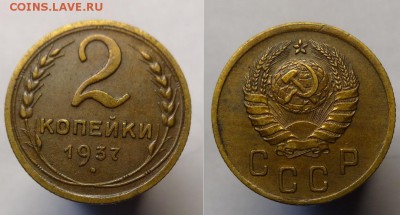 coins.lave.ru
2
КОПЕЙКИ
1937
СССР